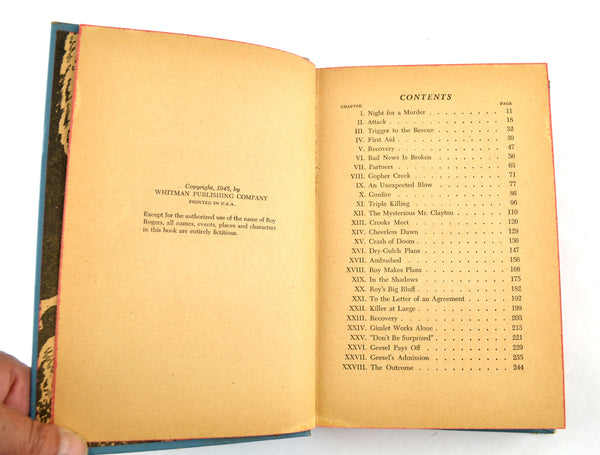 Copyright, 1945, by
WHITMAN PUBLISHING COMPANY
PRINTED IN U.S.A.
Except for the authorized use of the name of Roy
Rogers, all names, events, places and characters
in this book are entirely fictitious.
CONTENTS
CHAPTER PAGE
I. Night for a Murder . . . . . . . . . 11
II. Attack . . . . . . . . . 18
III. Trigger to the Rescue . . . . . . . . . 32
IV. First Aid . . . . . . . . . 39
V. Recovery . . . . . . . . . 47
VI. Bad News Is Broken . . . . . . . . . 56
VII. Partners . . . . . . . . . 63
VIII. Gopher Creek . . . . . . . . . 71
IX. An Unexpected Blow . . . . . . . . . 77
X. Gunfire . . . . . . . . . 86
XI. Triple Killing . . . . . . . . . 96
XII. The Mysterious Mr. Clayton . . . . . . . . . 110
XIII. Crooks Meet . . . . . . . . . 120
XIV. Cheerless Dawn . . . . . . . . . 129
XV. Crash of Doom . . . . . . . . . 136
XVI. Dry-Gulch Plans . . . . . . . . . 147
XVII. Ambushed . . . . . . . . . 156
XVIII. Roy Makes Plans . . . . . . . . . 166
XIX. In the Shadows . . . . . . . . . 175
XX. Roy's Big Bluff . . . . . . . . . 182
XXI. To the Letter of an Agreement . . . . . . . . . 192
XXII. Killer at Large . . . . . . . . . 199
XXIII. Recovery . . . . . . . . . 205
XXIV. Gimlet Works Alone . . . . . . . . . 213
XXV. "Don't Be Surprised" . . . . . . . . . 221
XXVI. Geesel Pays Off . . . . . . . . . 229
XXVII. Geesel's Admission . . . . . . . . . 235
XXVIII. The Outcome . . . . . . . . . 244